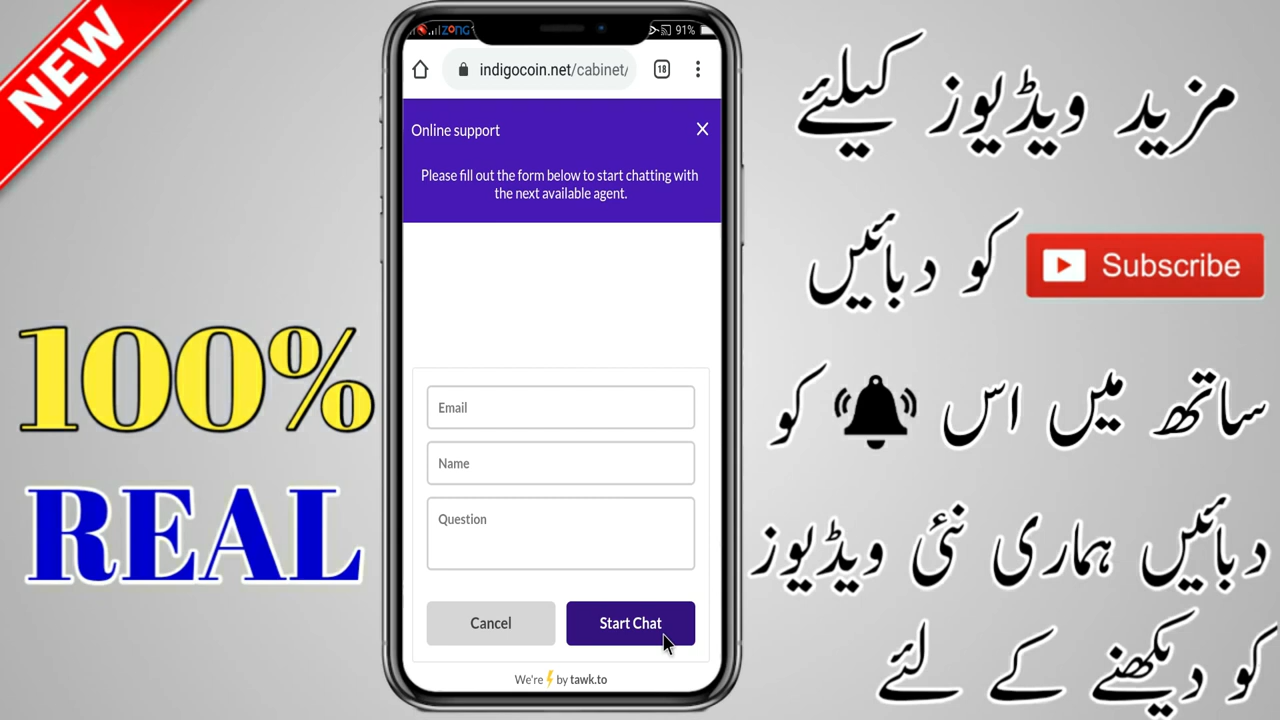 NEW
100%
REAL
ZONG
91%
indigocoin.net/cabinet/
18
Online support
Please fill out the form below to start chatting with
the next available agent.
Email
Name
Question
Cancel
Start Chat
We're by tawk.to
مزید ویڈیوز کیلئے
Subscribe کو دبائیں
ساتھ میں اس کو
دبائیں ہماری نئی ویڈیوز
کو دیکھنے کے لئے